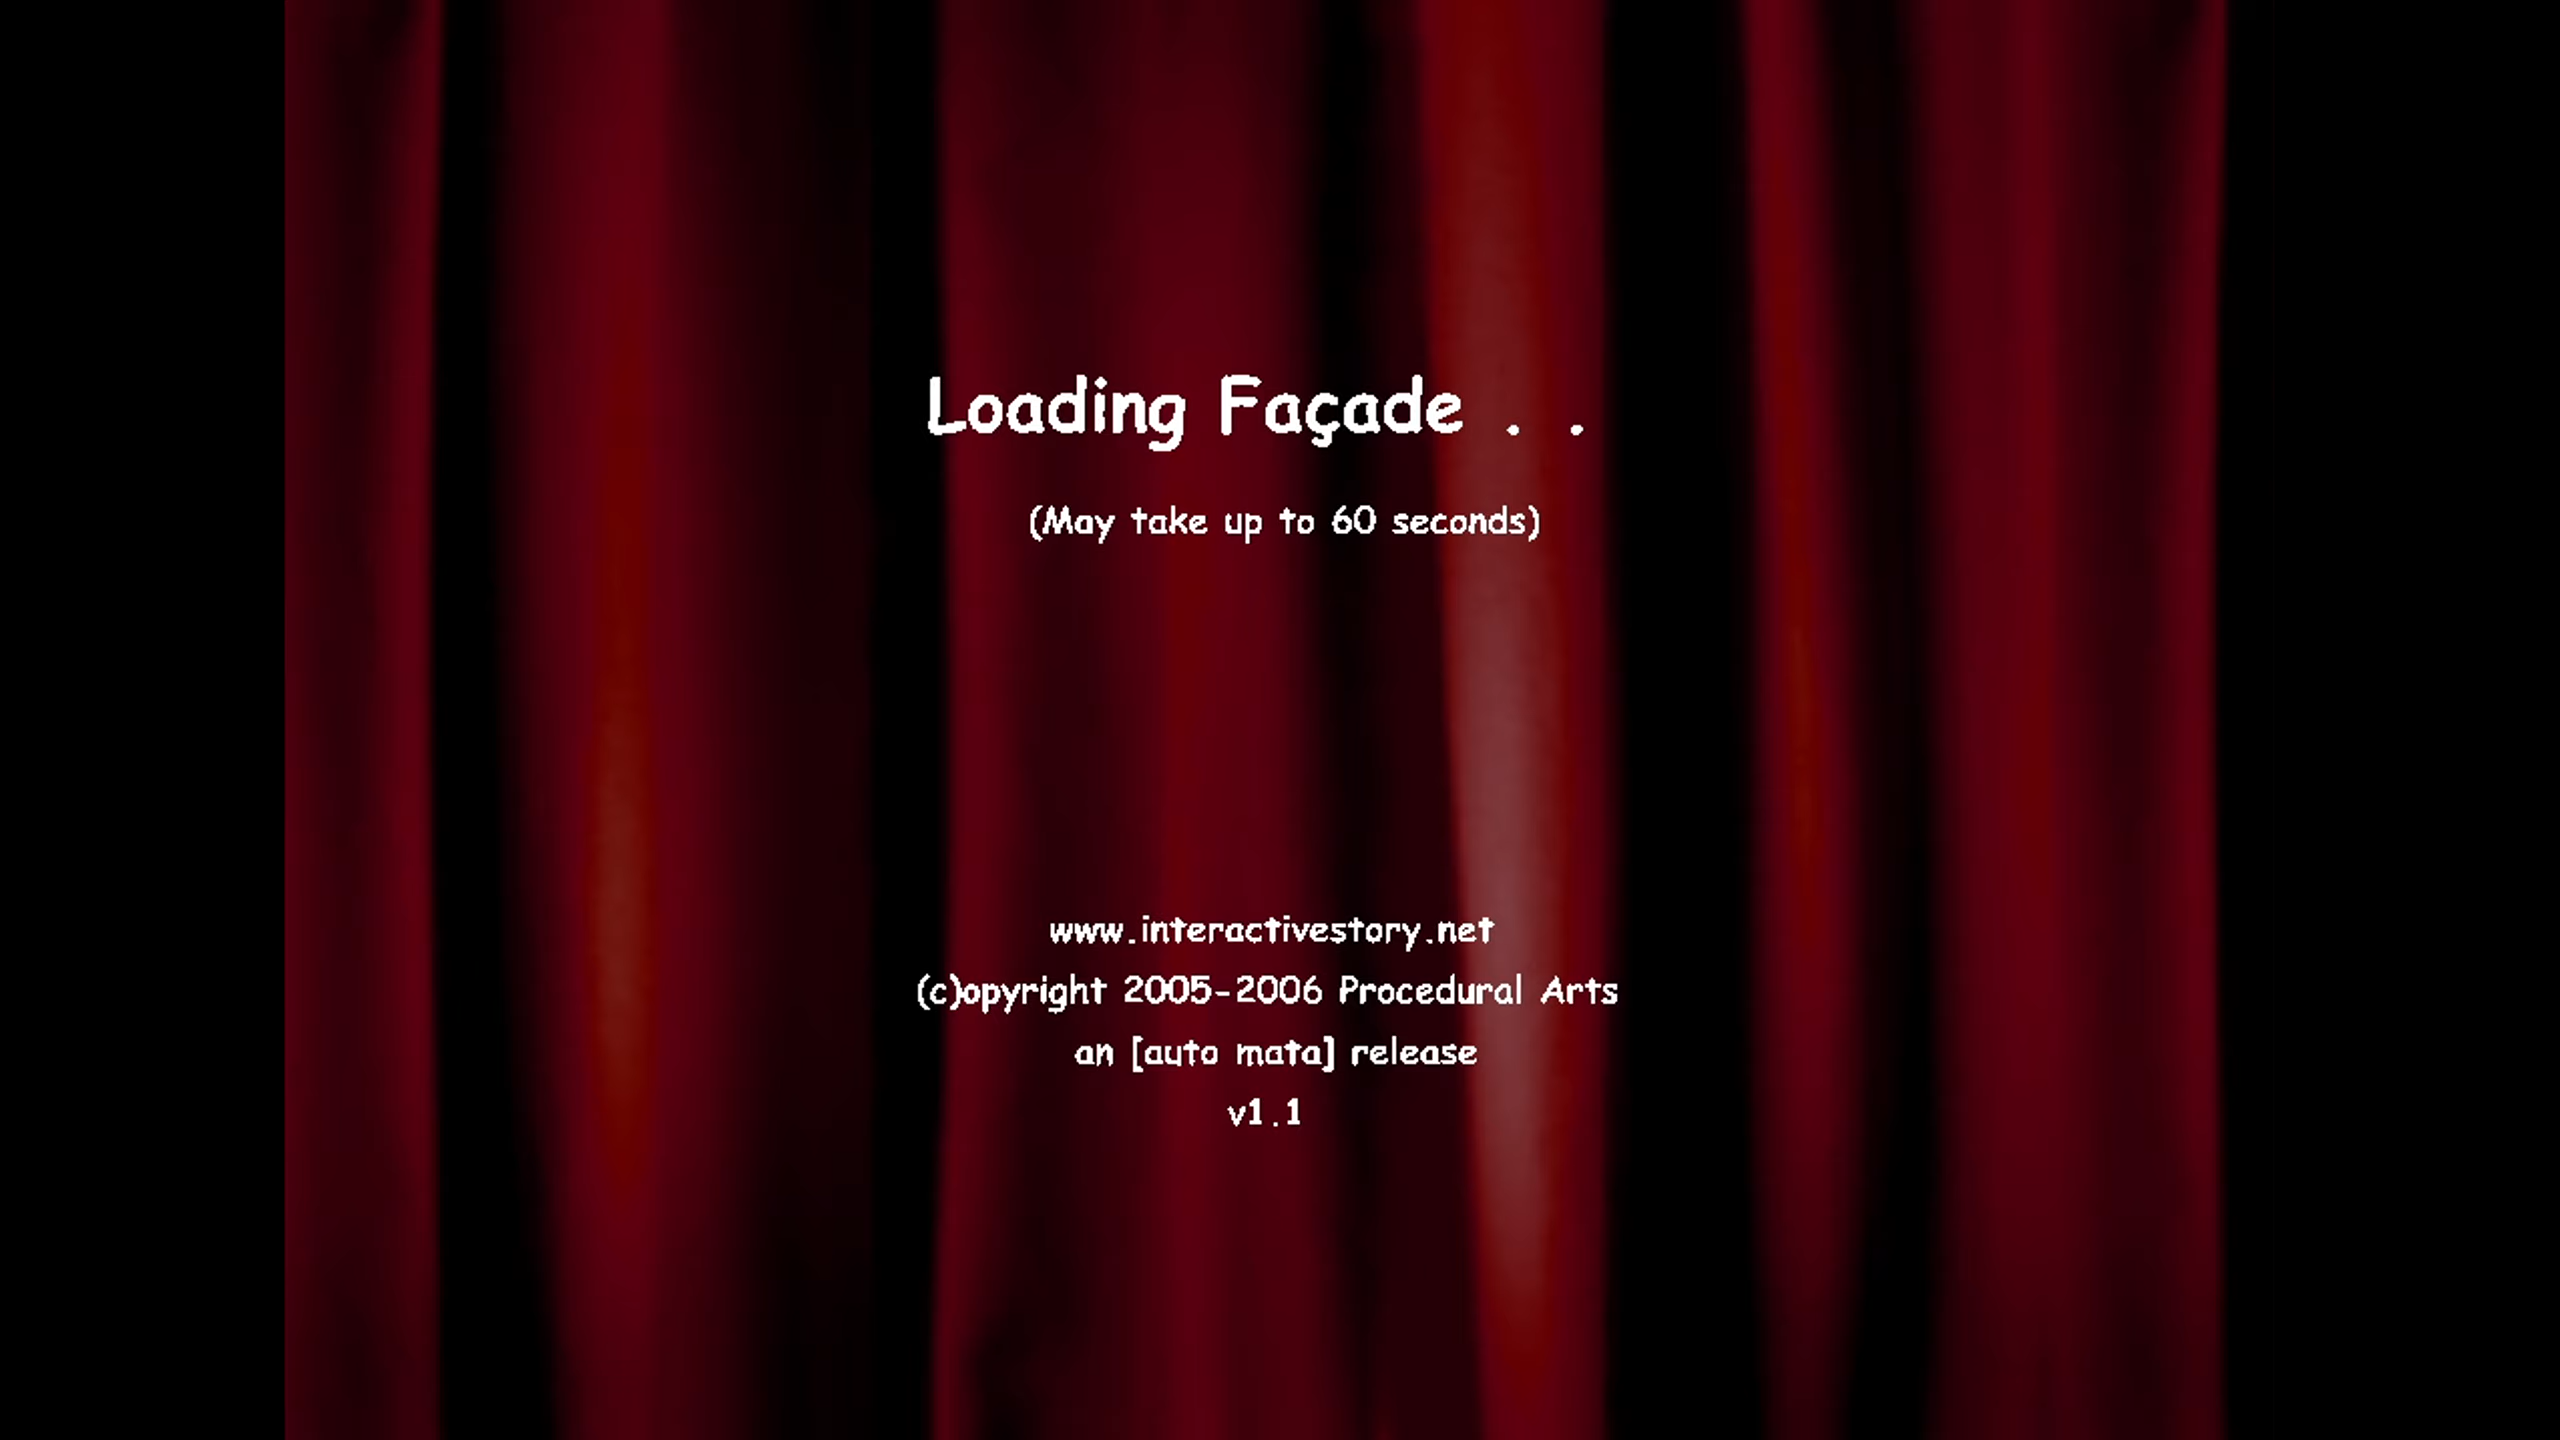 Loading Façade . .
(May take up to 60 seconds)
www.interactivestory.net
(c)opyright 2005-2006 Procedural Arts
an [auto mata] release
v1.1